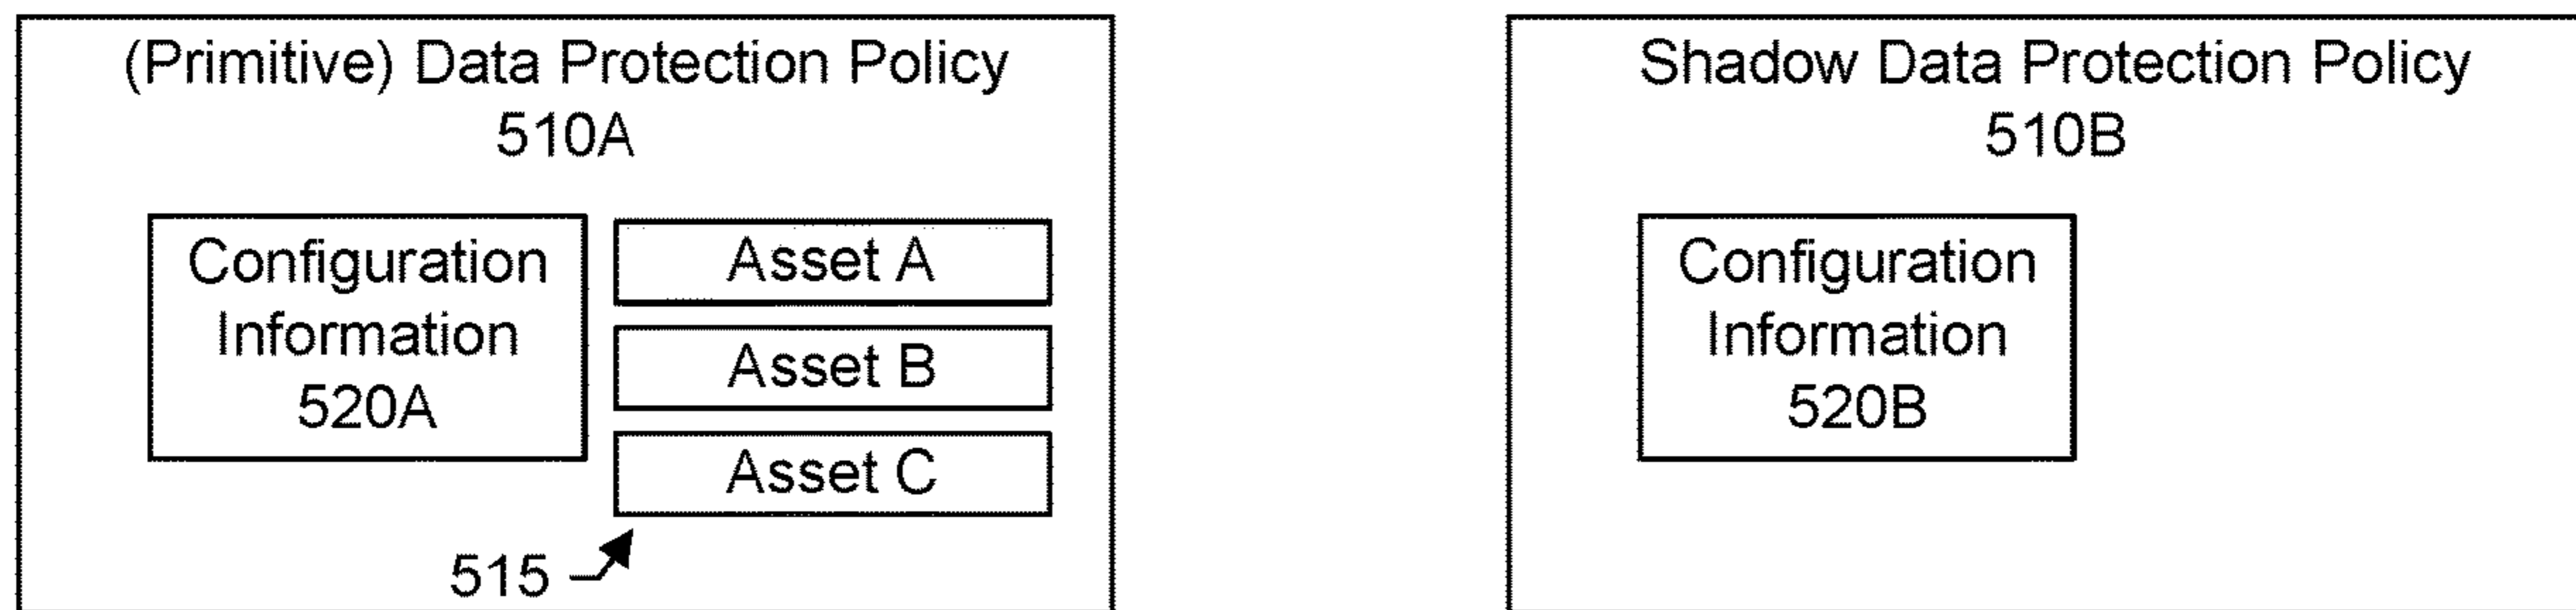 (Primitive) Data Protection Policy
510A
Configuration
Information
520A
Asset A
Asset B
Asset C
515
Shadow Data Protection Policy
510B
Configuration
Information
520B